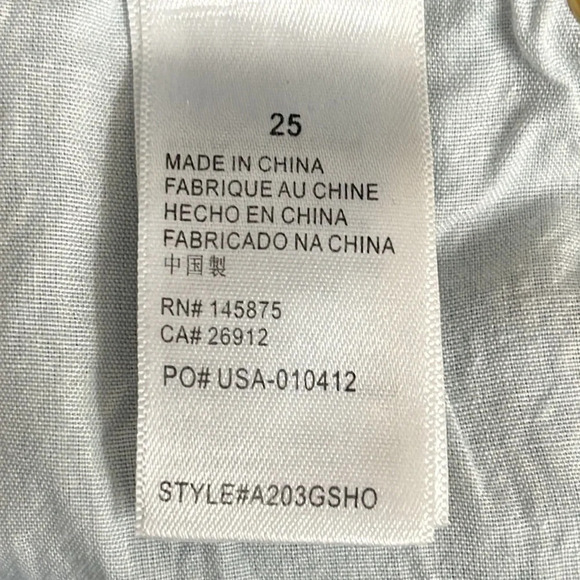 25
MADE IN CHINA
FABRIQUE AU CHINE
HECHO EN CHINA
FABRICADO NA CHINA
中国製
RN# 145875
CA# 26912
PO# USA-010412
STYLE#A203GSHO